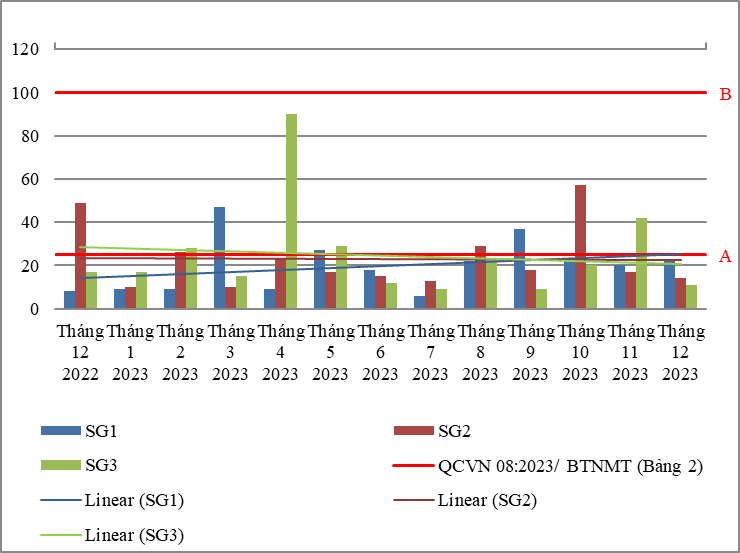 120
100
B
80
60
40
A
20
0
Tháng Tháng Tháng Tháng Tháng Tháng Tháng Tháng Tháng Tháng Tháng Tháng Tháng
12 1 2 3 4 5 6 7 8 9 10 11 12
2022 2023 2023 2023 2023 2023 2023 2023 2023 2023 2023 2023 2023
SG1 SG2
SG3 QCVN 08:2023/ BTNMT (Bảng 2)
Linear (SG1) Linear (SG2)
Linear (SG3)